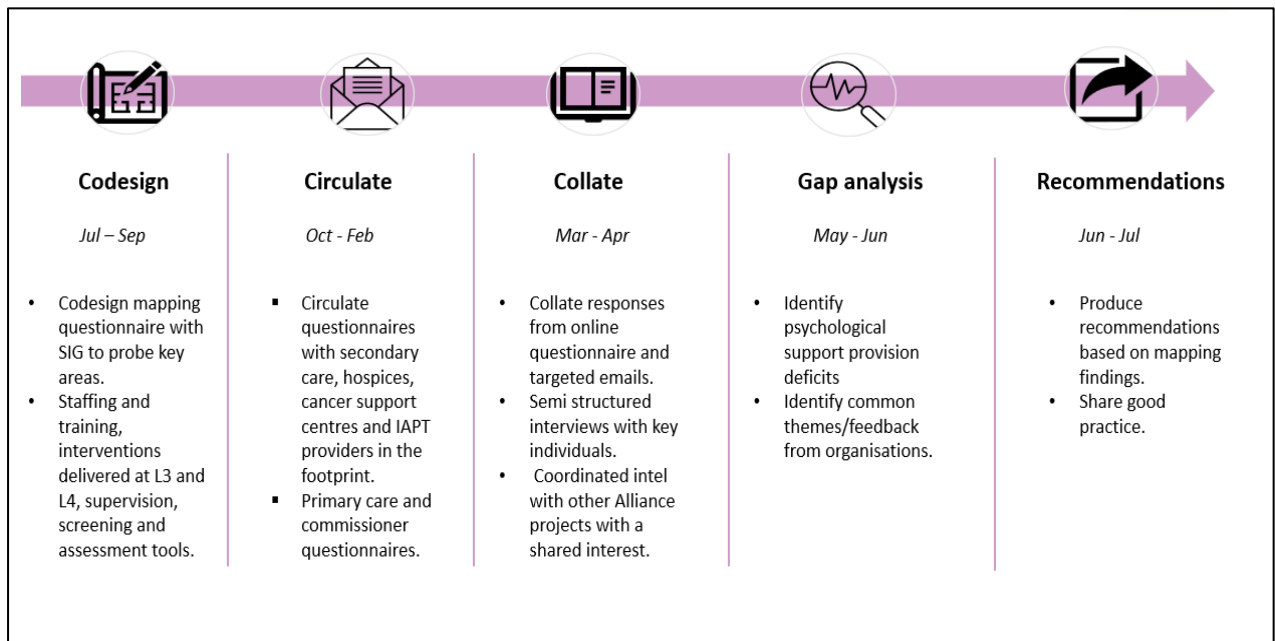 Codesign
Jul – Sep
• Codesign mapping
questionnaire with
SIG to probe key
areas.
• Staffing and
training,
interventions
delivered at L3 and
L4, supervision,
screening and
assessment tools.
Circulate
Oct - Feb
▪ Circulate
questionnaires
with secondary
care, hospices,
cancer support
centres and IAPT
providers in the
footprint.
▪ Primary care and
commissioner
questionnaires.
Collate
Mar - Apr
• Collate responses
from online
questionnaire and
targeted emails.
• Semi structured
interviews with key
individuals.
• Coordinated intel
with other Alliance
projects with a
shared interest.
Gap analysis
May - Jun
• Identify
psychological
support provision
deficits
• Identify common
themes/feedback
from organisations.
Recommendations
Jun - Jul
• Produce
recommendations
based on mapping
findings.
• Share good
practice.